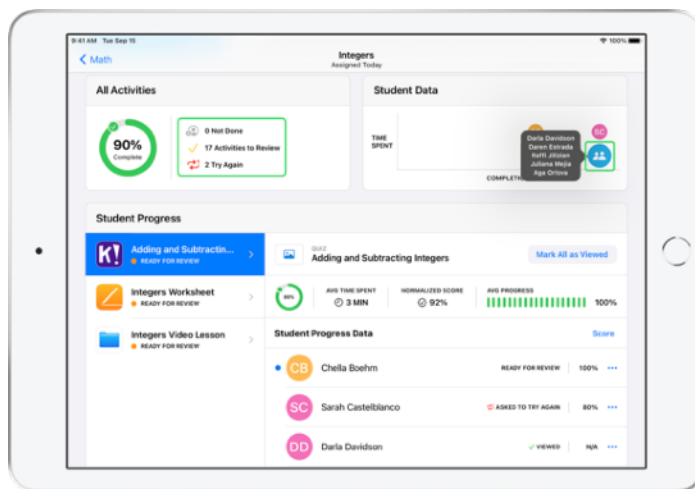 9:41 AM Tue Sep 15
100%
Math
Integers
Assigned Today
All Activities
90%
Complete
0 Not Done
17 Activities to Review
2 Try Again
Student Data
TIME
SPENT
SC
Darla Davidson
Daren Estrada
Raffi Jilizian
Juliana Mejia
Aga Orlova
Student Progress
K!
Adding and Subtractin...
READY FOR REVIEW
Integers Worksheet
READY FOR REVIEW
Integers Video Lesson
READY FOR REVIEW
QUIZ
Adding and Subtracting Integers
Mark All as Viewed
AVG TIME SPENT
3 MIN
NORMALIZED SCORE
92%
AVG PROGRESS
100%
Student Progress Data
Score
CB
Chella Boehm
READY FOR REVIEW
100%
SC
Sarah Castelblanco
ASKED TO TRY AGAIN
80%
DD
Darla Davidson
VIEWED
N/A